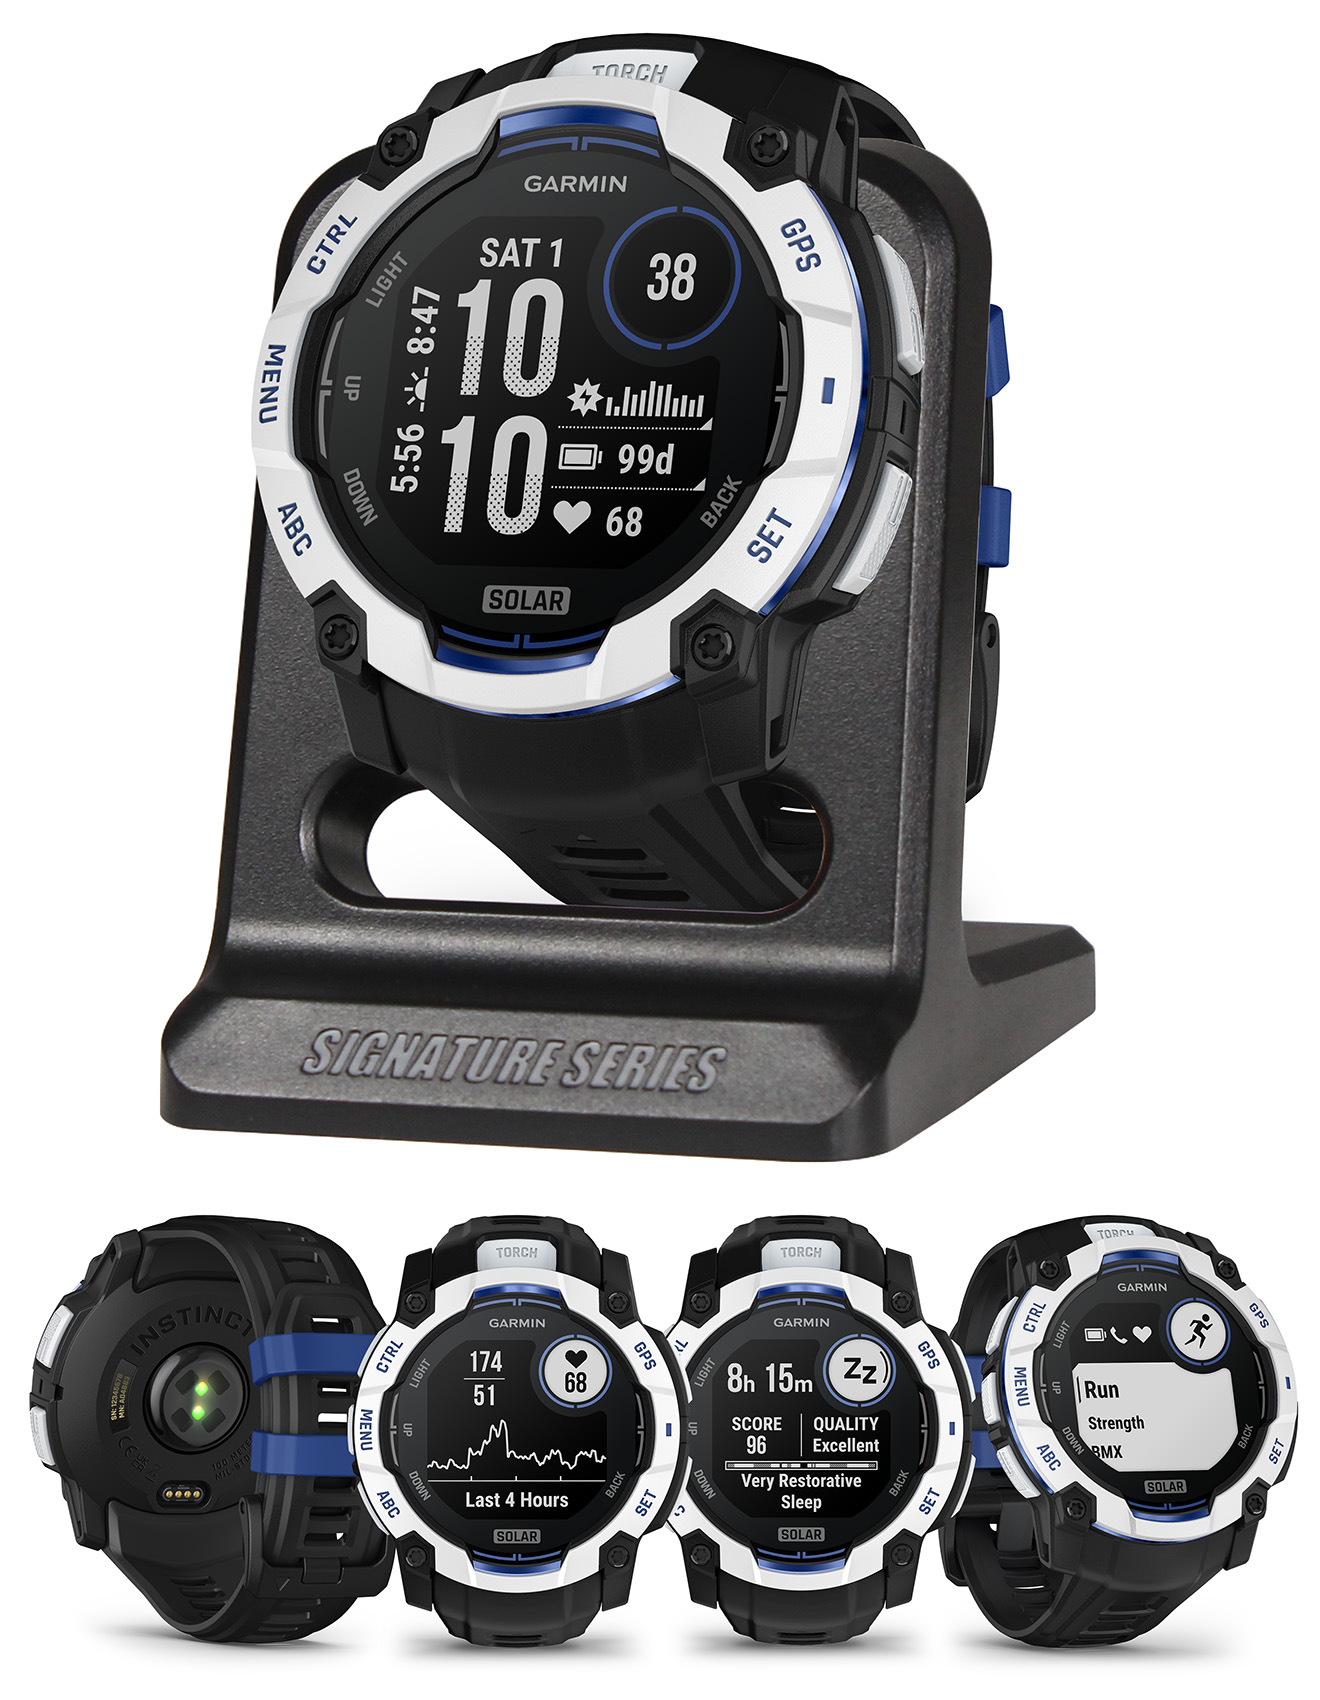 TORCH
GARMIN
CTRL
GPS
LIGHT
SAT 1
38
10
8:47
5:56
MENU
UP
10
99d
DOWN
BACK
ABC
68
SET
SOLAR
SIGNATURE SERIES
INSTINCT
TORCH
GARMIN
CTRL
GPS
LIGHT
174
51
68
MENU
UP
DOWN
BACK
Last 4 Hours
ABC
SET
SOLAR
TORCH
GARMIN
GPS
LIGHT
8h 15m
Zz
UP
SCORE
96
QUALITY
Excellent
DOWN
BACK
Very Restorative
Sleep
SET
SOLAR
TORCH
GARMIN
CTRL
GPS
LIGHT
MENU
UP
Run
Strength
BMX
DOWN
BACK
ABC
SET
SOLAR